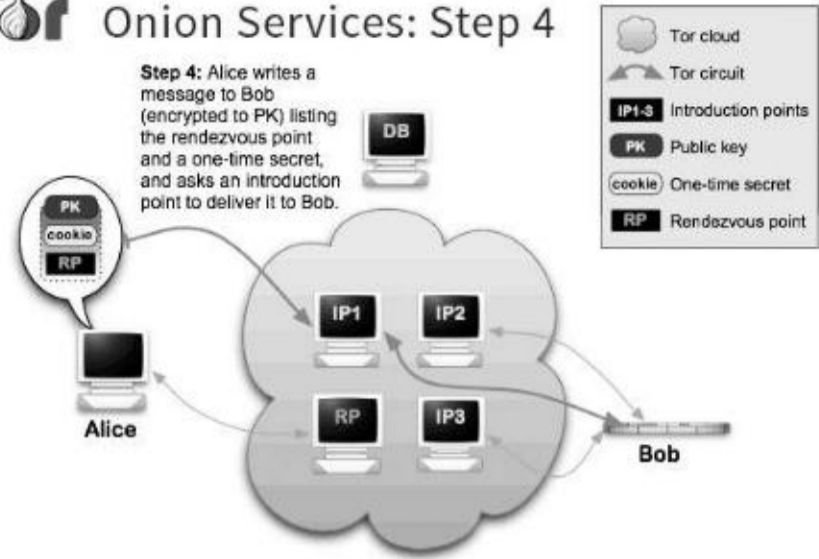 Onion Services: Step 4
Step 4: Alice writes a
message to Bob
(encrypted to PK) listing
the rendezvous point
and a one-time secret,
and asks an introduction
point to deliver it to Bob.
DB
Tor cloud
Tor circuit
IP1-3 Introduction points
PK Public key
cookie One-time secret
RP Rendezvous point
PK
cookie
RP
IP1
IP2
Alice
RP
IP3
Bob